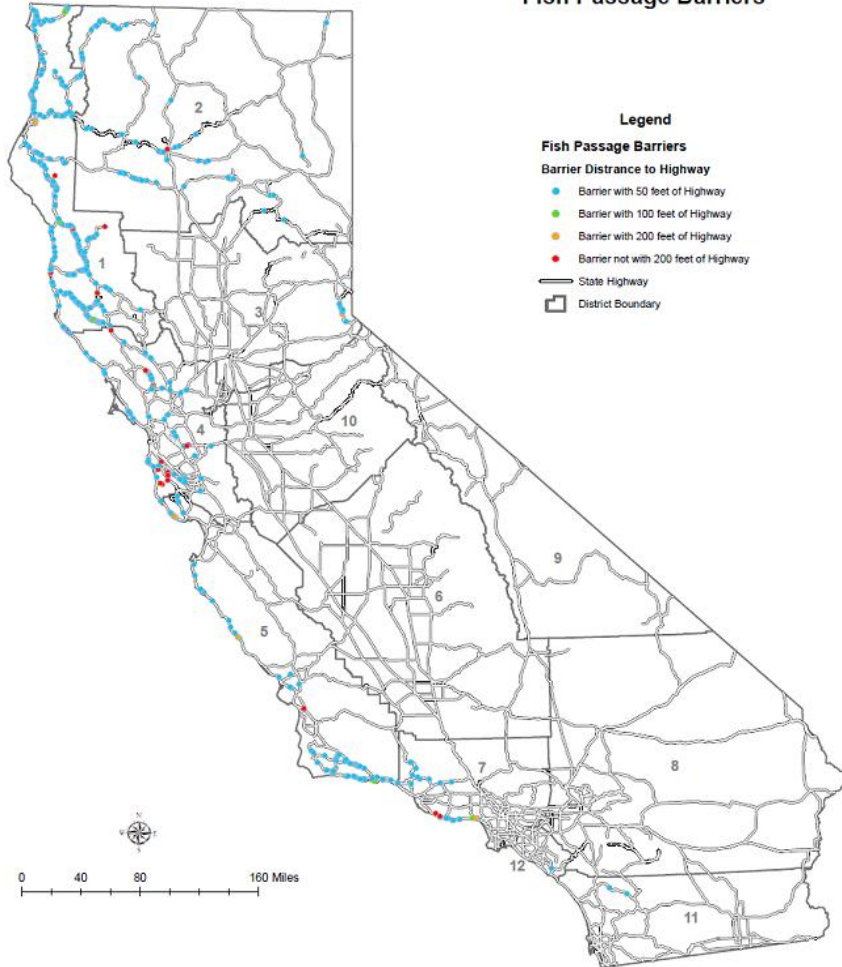 Fish Passage Barriers
Legend
Fish Passage Barriers
Barrier Distrance to Highway
Barrier with 50 feet of Highway
Barrier with 100 feet of Highway
Barrier with 200 feet of Highway
Barrier not with 200 feet of Highway
State Highway
District Boundary
2
1
3
4
10
9
6
5
7
8
12
11
N
W E
S
0 40 80 160 Miles